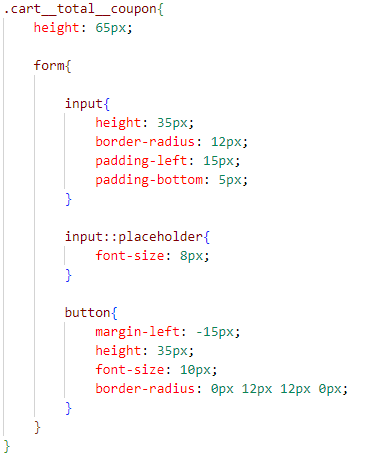 .cart__total__coupon{
height: 65px;
form{
input{
height: 35px;
border-radius: 12px;
padding-left: 15px;
padding-bottom: 5px;
}
input::placeholder{
font-size: 8px;
}
button{
margin-left: -15px;
height: 35px;
font-size: 10px;
border-radius: 0px 12px 12px 0px;
}
}
}